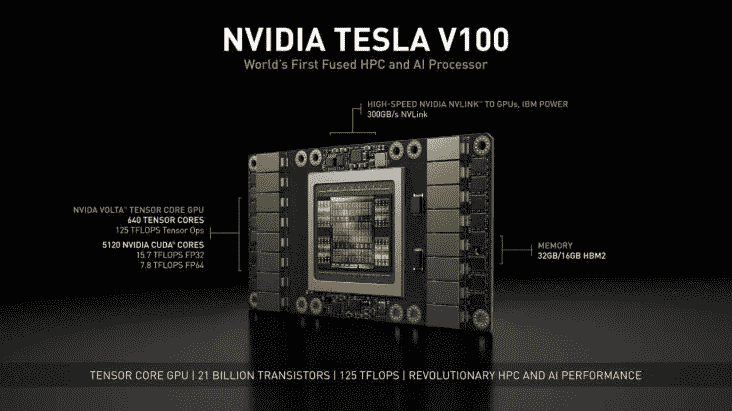 NVIDIA TESLA V100
World's First Fused HPC and AI Processor
HIGH-SPEED NVIDIA NVLINK™ TO GPUs, IBM POWER
300GB/s NVLink
NVIDIA VOLTA™ TENSOR CORE GPU
640 TENSOR CORES
125 TFLOPS Tensor Ops
5120 NVIDIA CUDA® CORES
15.7 TFLOPS FP32
7.8 TFLOPS FP64
MEMORY
32GB/16GB HBM2
TENSOR CORE GPU | 21 BILLION TRANSISTORS | 125 TFLOPS | REVOLUTIONARY HPC AND AI PERFORMANCE